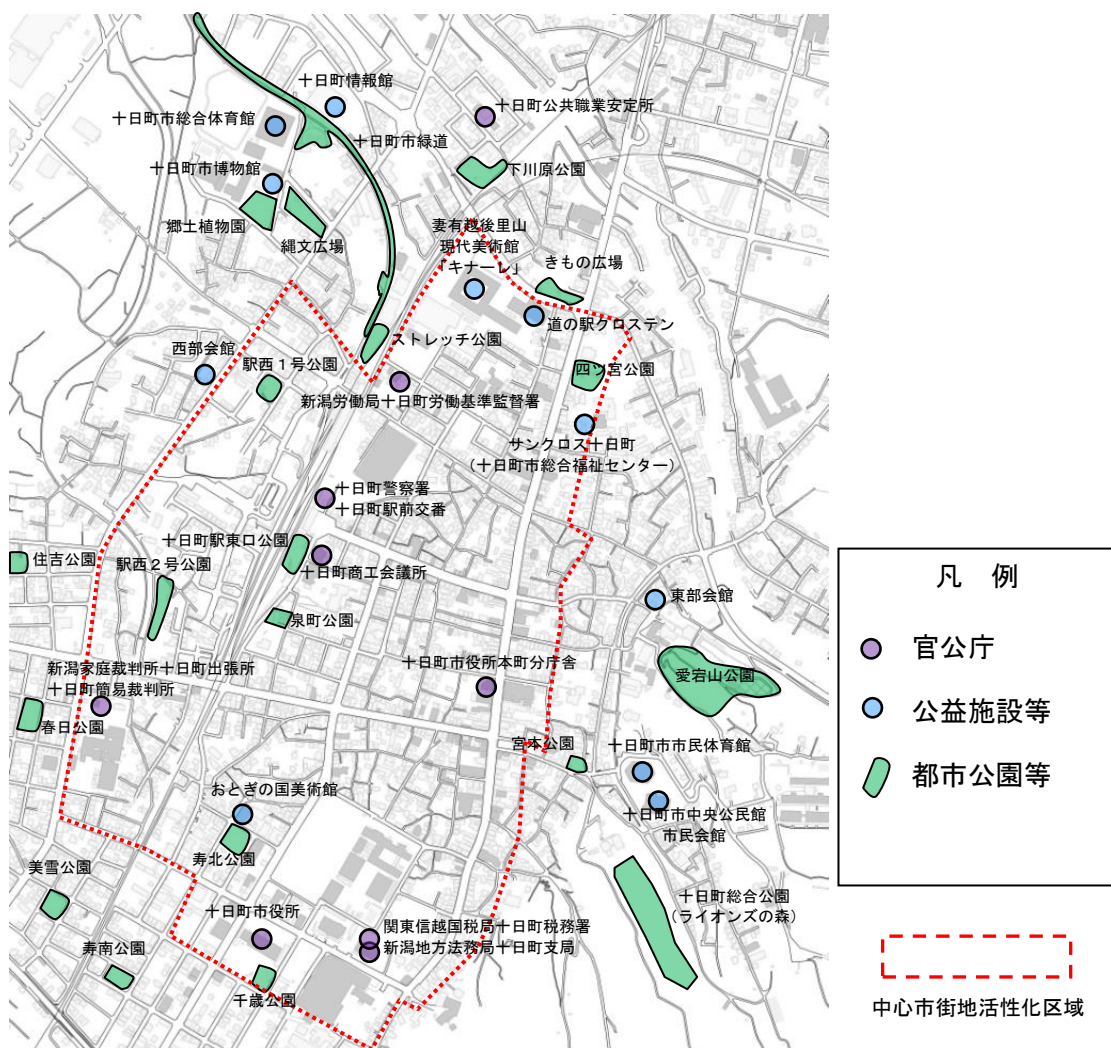 十日町情報館
十日町公共職業安定所
十日町市総合体育館
十日町市緑道
十日町市博物館
下川原公園
郷土植物園
縄文広場
妻有越後里山
現代美術館
「キナーレ」
きもの広場
道の駅クロステン
ストレッチ公園
西部会館
駅西１号公園
四ツ宮公園
新潟労働局十日町労働基準監督署
サンクロス十日町
（十日町市総合福祉センター）
十日町警察署
十日町駅前交番
十日町駅東口公園
住吉公園
駅西２号公園
十日町商工会議所
東部会館
泉町公園
新潟家庭裁判所十日町出張所
十日町簡易裁判所
十日町市役所本町分庁舎
愛宕山公園
春日公園
宮本公園
十日町市市民体育館
おとぎの国美術館
十日町市中央公民館
市民会館
寿北公園
美雪公園
十日町総合公園
（ライオンズの森）
十日町市役所
関東信越国税局十日町税務署
新潟地方法務局十日町支局
寿南公園
千歳公園
凡 例
官公庁
公益施設等
都市公園等
中心市街地活性化区域